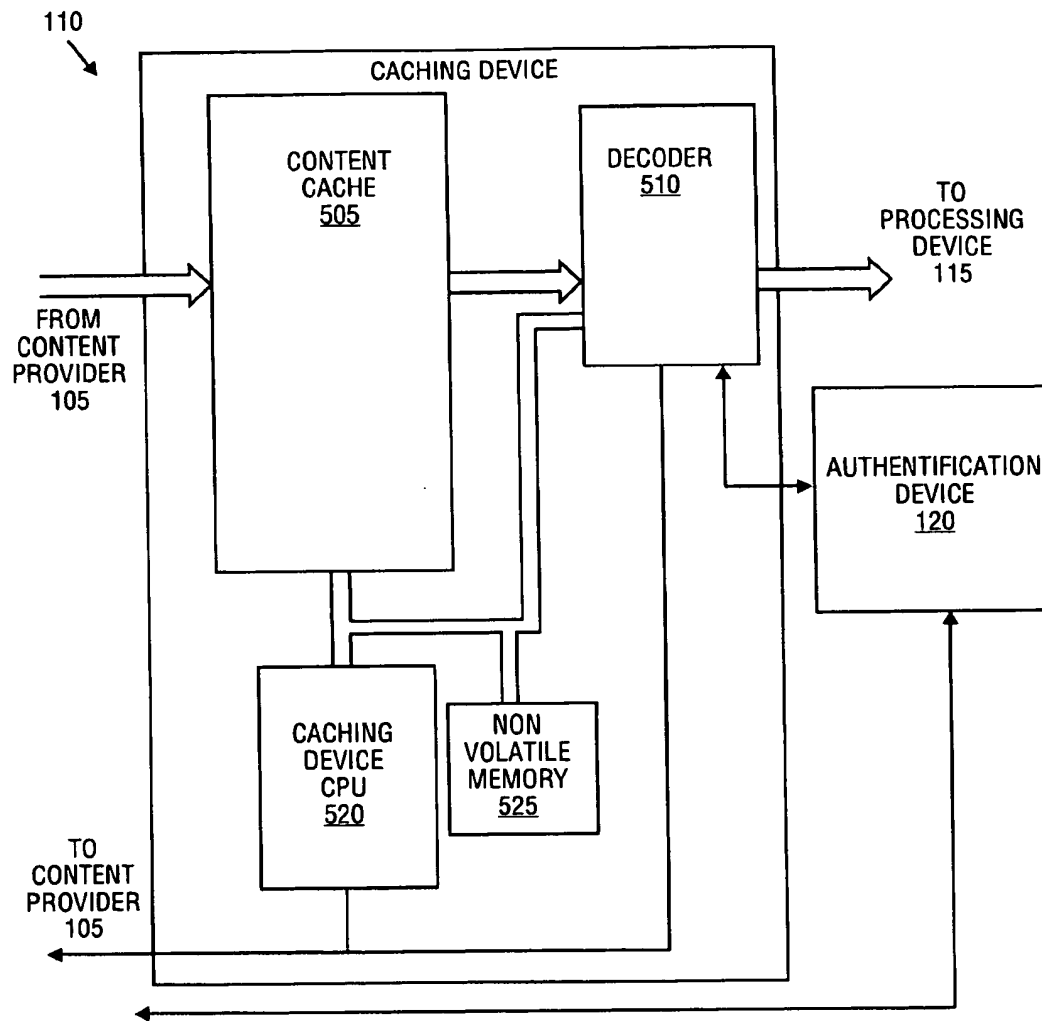 110
CACHING DEVICE
CONTENT
CACHE
505
DECODER
510
TO
PROCESSING
DEVICE
115
FROM
CONTENT
PROVIDER
105
AUTHENTIFICATION
DEVICE
120
CACHING
DEVICE
CPU
520
NON
VOLATILE
MEMORY
525
TO
CONTENT
PROVIDER
105